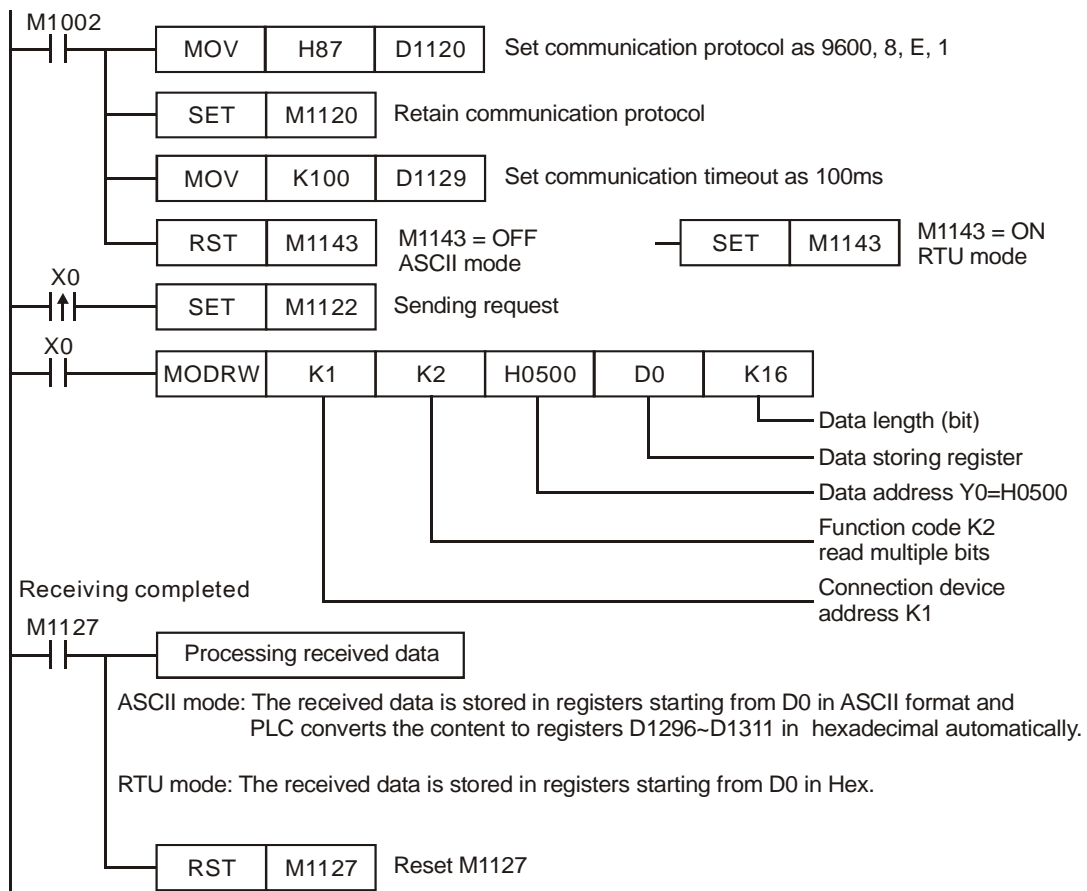 M1002
MOV H87 D1120 Set communication protocol as 9600, 8, E, 1
SET M1120 Retain communication protocol
MOV K100 D1129 Set communication timeout as 100ms
RST M1143 M1143 = OFF
ASCII mode
SET M1143 M1143 = ON
RTU mode
X0
SET M1122 Sending request
X0
MODRW K1 K2 H0500 D0 K16
Data length (bit)
Data storing register
Data address Y0=H0500
Function code K2
read multiple bits
Connection device
address K1
Receiving completed
M1127
Processing received data
ASCII mode: The received data is stored in registers starting from D0 in ASCII format and
PLC converts the content to registers D1296~D1311 in hexadecimal automatically.
RTU mode: The received data is stored in registers starting from D0 in Hex.
RST M1127 Reset M1127